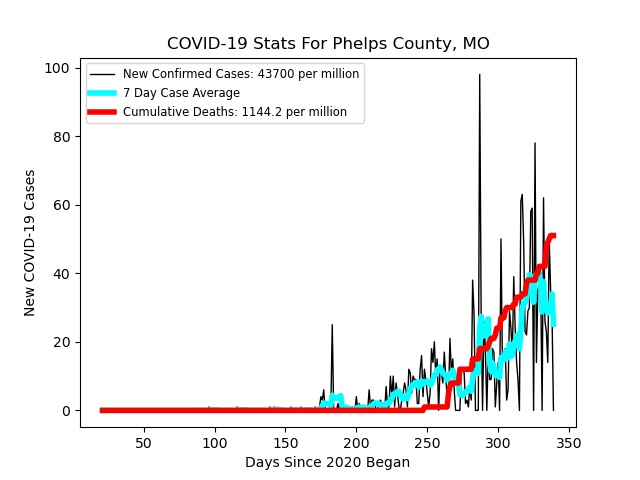 COVID-19 Stats For Phelps County, MO
New Confirmed Cases: 43700 per million
7 Day Case Average
Cumulative Deaths: 1144.2 per million
New COVID-19 Cases
100
80
60
40
20
0
50
100
150
200
250
300
350
Days Since 2020 Began